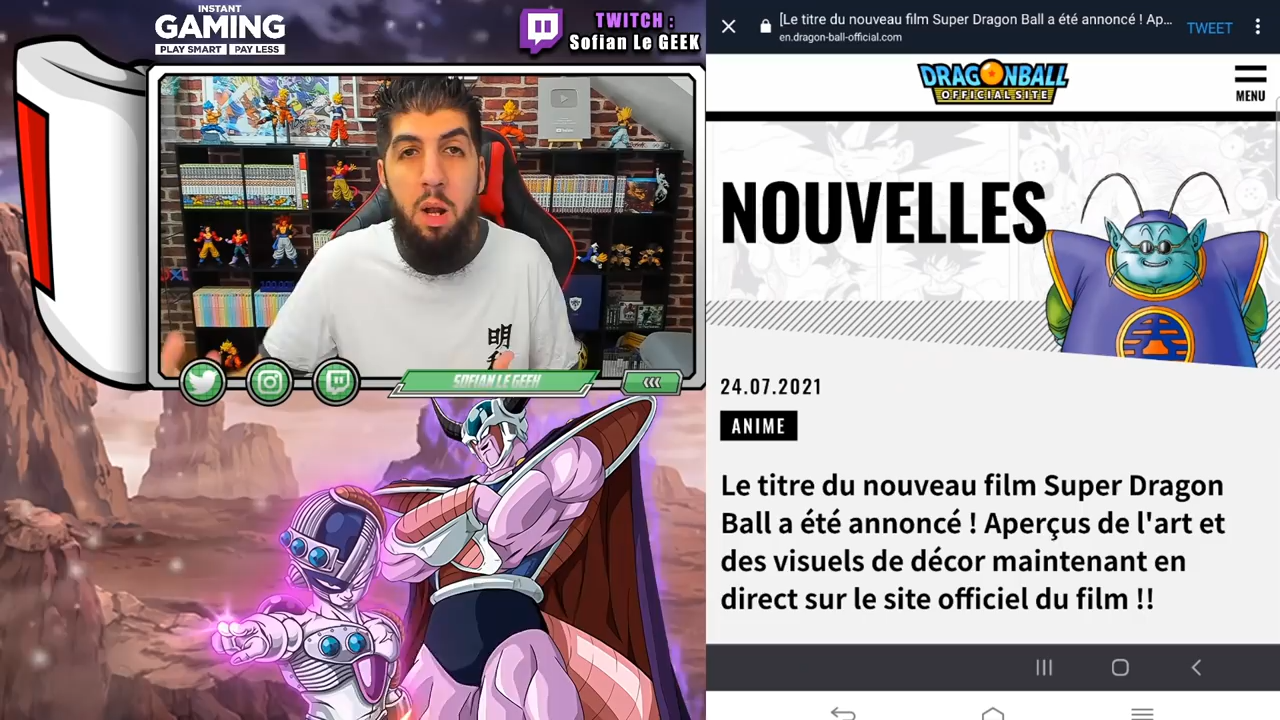 INSTANT
GAMING
PLAY SMART | PAY LESS
TWITCH :
Sofian Le GEEK
明
SOFIAN LE GEEK
[Le titre du nouveau film Super Dragon Ball a été annoncé ! Ap...
en.dragon-ball-official.com
TWEET
DRAGONBALL
OFFICIAL SITE
MENU
NOUVELLES
24.07.2021
ANIME
Le titre du nouveau film Super Dragon
Ball a été annoncé ! Aperçus de l'art et
des visuels de décor maintenant en
direct sur le site officiel du film !!